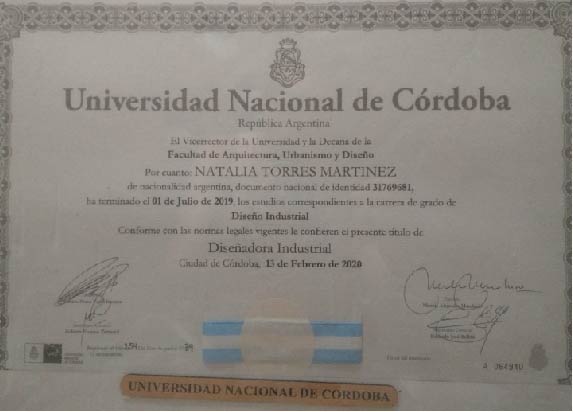 Universidad Nacional de Córdoba
República Argentina
El Vicerrector de la Universidad y la Decana de la
Facultad de Arquitectura, Urbanismo y Diseño
Por cuanto: NATALIA TORRES MARTINEZ
de nacionalidad argentina, documento nacional de identidad 31769681,
ha terminado el 01 de Julio de 2019, los estudios correspondientes a la carrera de grado de
Diseño Industrial
Conforme con las normas legales vigentes le confieren el presente título de
Diseñadora Industrial
Ciudad de Córdoba, 13 de Febrero de 2020
UNIVERSIDAD NACIONAL DE CÓRDOBA